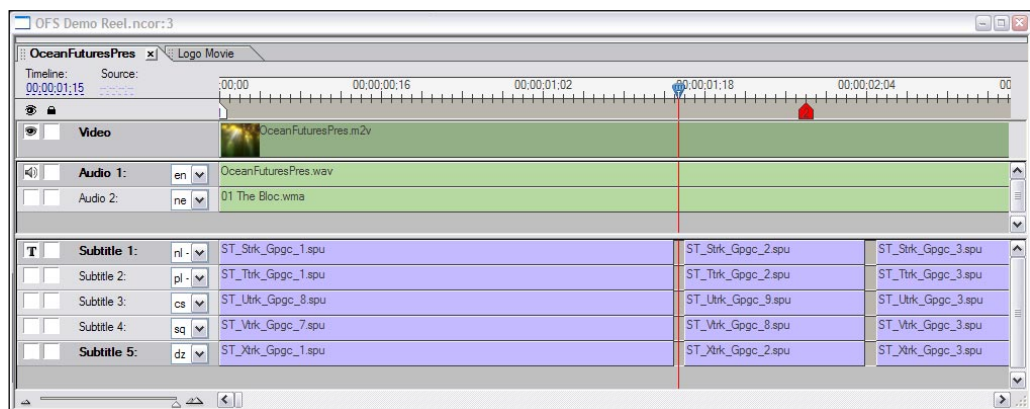 OFS Demo Reel.ncor:3
OceanFuturesPres x Logo Movie
Timeline: Source:
00;00;01;15 --:--:--:--
:00;00 00;00;00;16 00;00;01;02 00;00;01;18 00;00;02;04 00
Video OceanFuturesPres.m2v
Audio 1: en OceanFuturesPres.wav
Audio 2: ne 01 The Bloc.wma
T Subtitle 1: nl - ST_Strk_Gpgc_1.spu ST_Strk_Gpgc_2.spu ST_Strk_Gpgc_3.spu
Subtitle 2: pl - ST_Ttrk_Gpgc_1.spu ST_Ttrk_Gpgc_2.spu ST_Ttrk_Gpgc_3.spu
Subtitle 3: cs ST_Utrk_Gpgc_8.spu ST_Utrk_Gpgc_9.spu ST_Utrk_Gpgc_3.spu
Subtitle 4: sq ST_Vtrk_Gpgc_7.spu ST_Vtrk_Gpgc_8.spu ST_Vtrk_Gpgc_3.spu
Subtitle 5: dz ST_Xtrk_Gpgc_1.spu ST_Xtrk_Gpgc_2.spu ST_Xtrk_Gpgc_3.spu